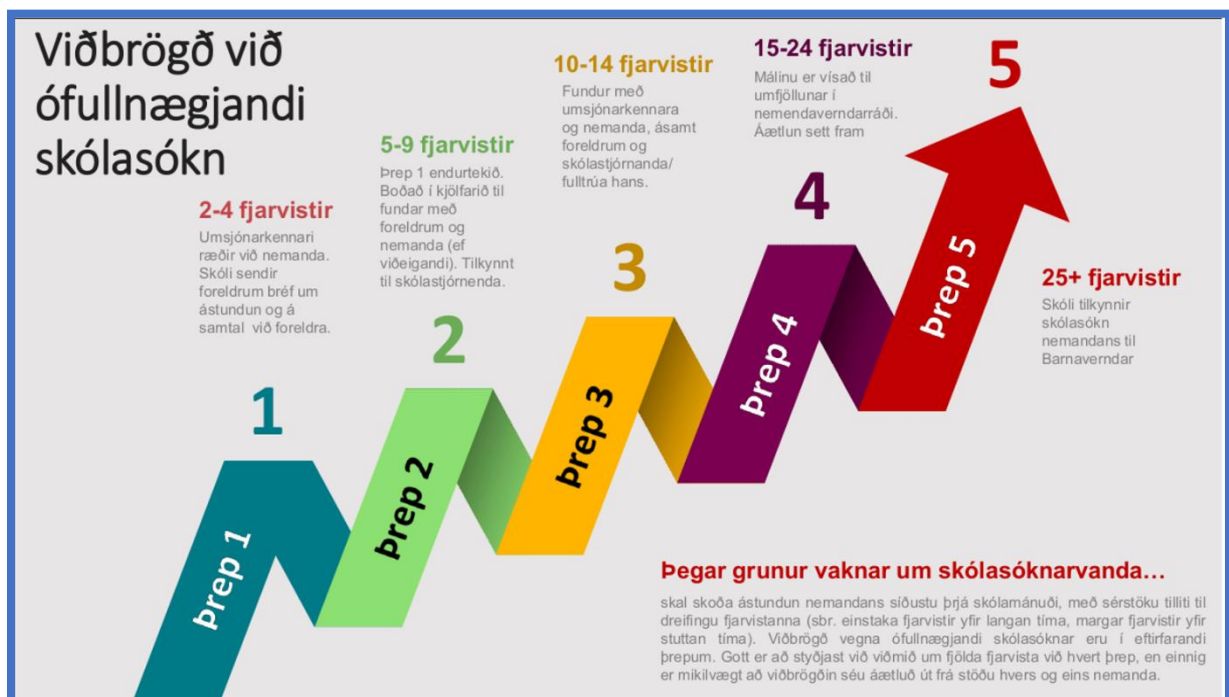 Viðbrögð við
ófullnægjandi
skólasókn
2-4 fjarvistir
Umsjónarkennari
ræðir við nemanda.
Skóli sendir
foreldrum bréf um
ástundun og á
samtal við foreldra.
1
Þrep 1
5-9 fjarvistir
Þrep 1 endurtekið.
Boðað í kjölfarið til
fundar með
foreldrum og
nemanda (ef
viðeigandi). Tilkynnt
til skólastjórnenda.
2
Þrep 2
10-14 fjarvistir
Fundur með
umsjónarkennara
og nemanda, ásamt
foreldrum og
skólastjórnanda/
fulltrúa hans.
3
Þrep 3
15-24 fjarvistir
Málinu er vísað til
umfjöllunar í
nemendaverndarráði.
Áætlun sett fram
4
Þrep 4
5
Þrep 5
25+ fjarvistir
Skóli tilkynnir
skólasókn
nemandans til
Barnaverndar
Þegar grunur vaknar um skólasóknarvanda…
skal skoða ástundun nemandans síðustu þrjá skólamánuði, með sérstöku tilliti til
dreifingu fjarvistanna (sbr. einstaka fjarvistir yfir langan tíma, margar fjarvistir yfir
stuttan tíma). Viðbrögð vegna ófullnægjandi skólasóknar eru í eftirfarandi
þrepum. Gott er að styðjast við viðmið um fjölda fjarvista við hvert þrep, en einnig
er mikilvægt að viðbrögðin séu áætluð út frá stöðu hvers og eins nemanda.